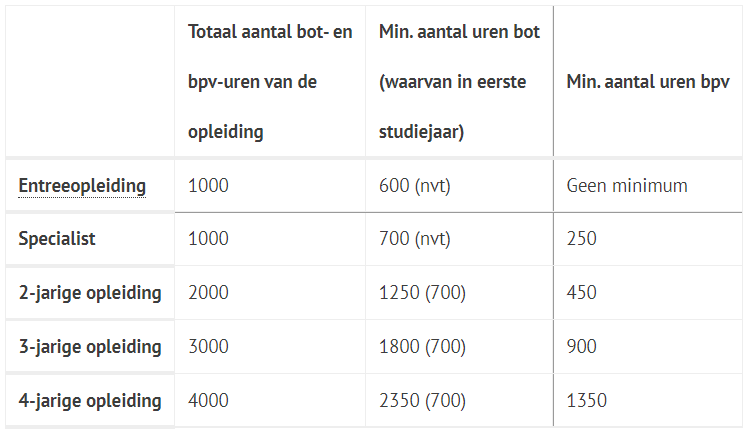 Totaal aantal bot- en Min. aantal uren bot
bpv-uren van de (waarvan in eerste Min. aantal uren bpv
opleiding studiejaar)
Entreeopleiding 1000 600 (nvt) Geen minimum
Specialist 1000 700 (nvt) 250
2-jarige opleiding 2000 1250 (700) 450
3-jarige opleiding 3000 1800 (700) 900
4-jarige opleiding 4000 2350 (700) 1350